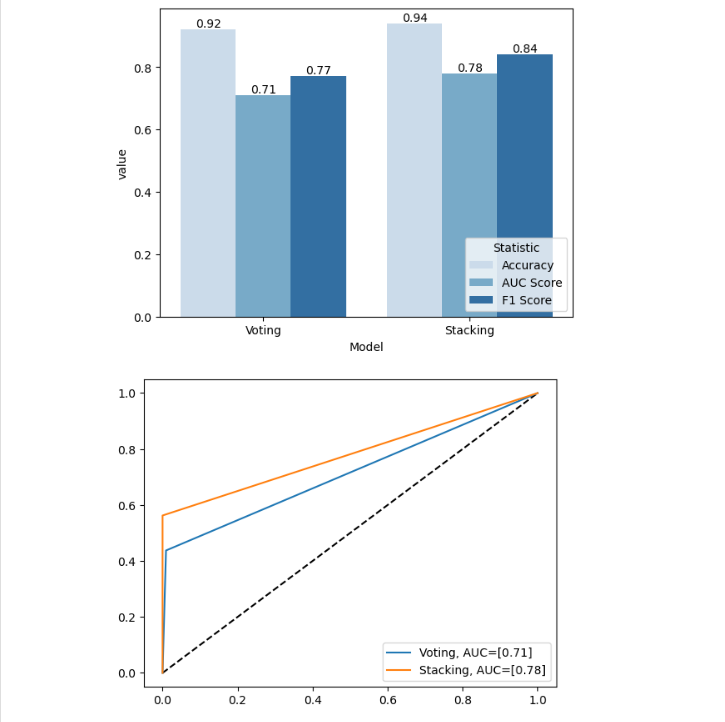 0.92
0.94
0.71
0.77
0.78
0.84
0.8
0.6
0.4
0.2
0.0
value
Statistic
Accuracy
AUC Score
F1 Score
Voting Stacking
Model
1.0
0.8
0.6
0.4
0.2
0.0
Voting, AUC=[0.71]
Stacking, AUC=[0.78]
0.0 0.2 0.4 0.6 0.8 1.0